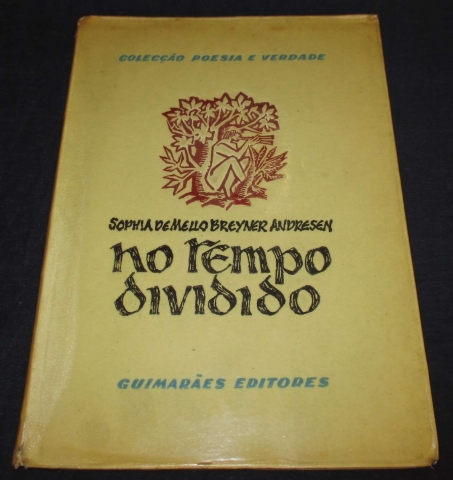 COLECÇÃO POESIA E VERDADE
SOPHIA DE MELLO BREYNER ANDRESEN
no tempo
dividido
GUIMARÃES EDITORES